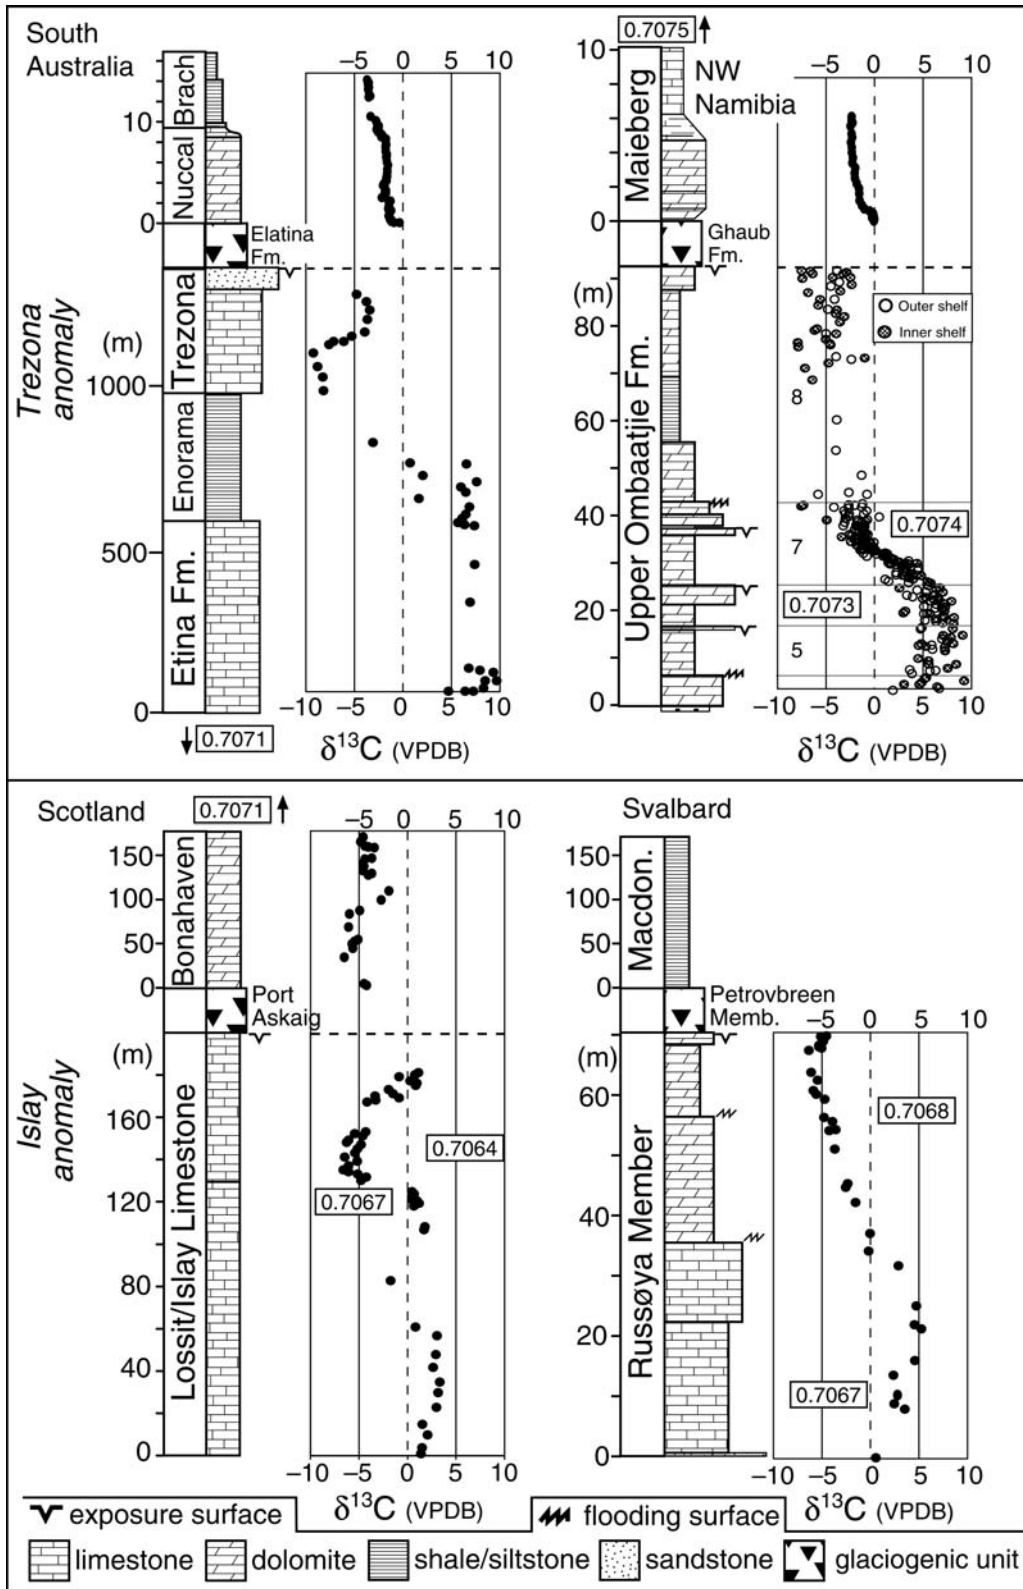 South
Australia
Brach
Nuccal
10
0
Elatina
Fm.
Trezona
Enorama
Etina Fm.
(m)
1000
500
0
0.7071
Trezona
anomaly
−5 0 5 10
−10 −5 0 5 10
δ13C (VPDB)
0.7075
NW
Namibia
10
0
Maieberg
Ghaub
Fm.
Upper Ombaatjie Fm.
(m)
80
60
40
20
0
−5 0 5 10
Outer shelf
Inner shelf
8
7
5
0.7074
0.7073
−10 −5 0 5 10
δ13C (VPDB)
Scotland
0.7071
−5 0 5 10
Bonahaven
150
100
50
0
Port
Askaig
(m)
Islay
anomaly
Lossit/Islay Limestone
160
120
80
40
0
0.7064
0.7067
−10 −5 0 5 10
δ13C (VPDB)
Svalbard
Macdon.
150
100
50
0
Petrovbreen
Memb.
−5 0 5 10
(m)
Russøya Member
60
40
20
0
0.7068
0.7067
−10 −5 0 5 10
δ13C (VPDB)
exposure surface
flooding surface
limestone
dolomite
shale/siltstone
sandstone
glaciogenic unit